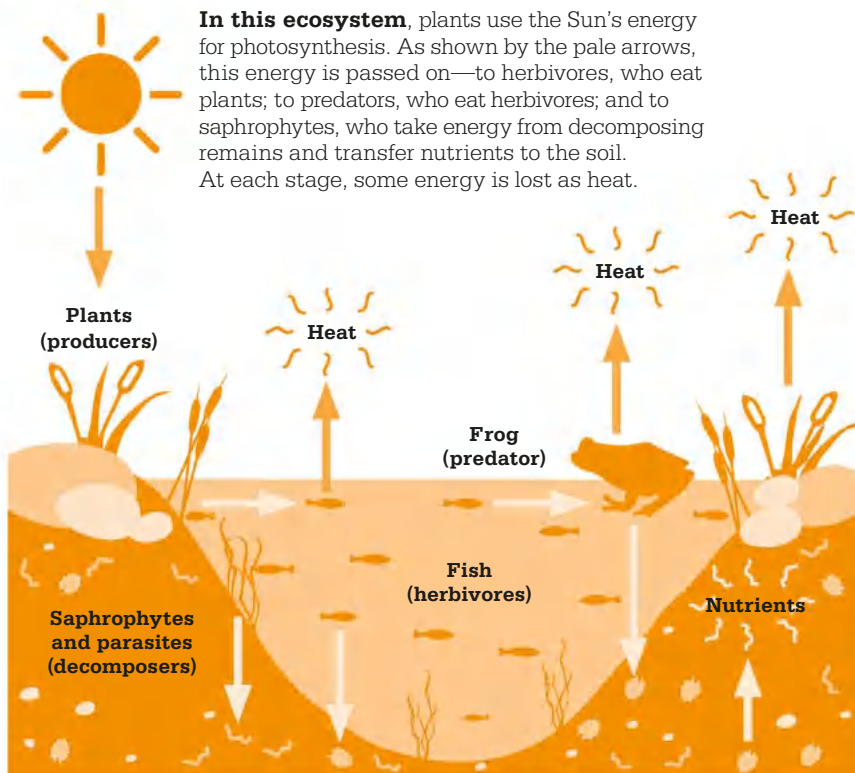 In this ecosystem, plants use the Sun’s energy
for photosynthesis. As shown by the pale arrows,
this energy is passed on—to herbivores, who eat
plants; to predators, who eat herbivores; and to
saphrophytes, who take energy from decomposing
remains and transfer nutrients to the soil.
At each stage, some energy is lost as heat.
Heat
Heat
Plants
(producers)
Heat
Frog
(predator)
Fish
(herbivores)
Saphrophytes
and parasites
(decomposers)
Nutrients